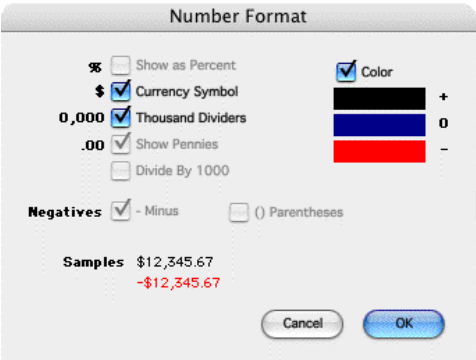 Number Format
% Show as Percent
$ Currency Symbol
0,000 Thousand Dividers
.00 Show Pennies
Divide By 1000
Color
+
0
–
Negatives - Minus () Parentheses
Samples $12,345.67
-$12,345.67
Cancel OK